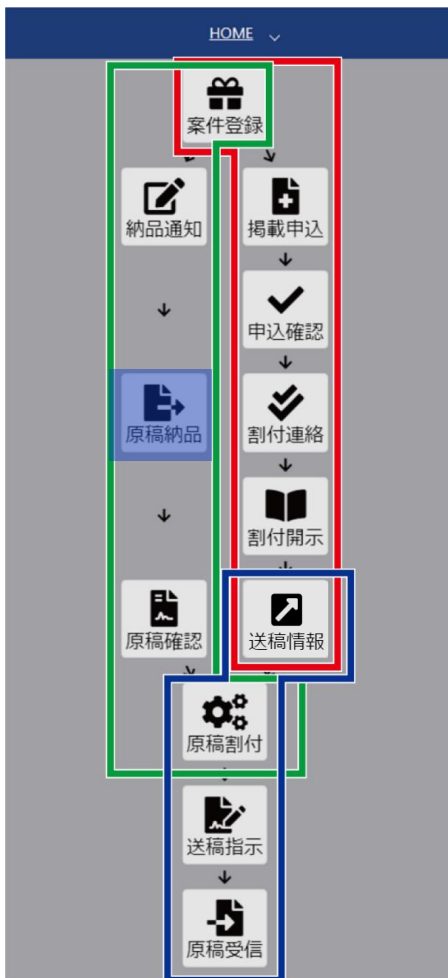 HOME
案件登録
納品通知
掲載申込
申込確認
原稿納品
割付連絡
割付開示
原稿確認
送稿情報
原稿割付
送稿指示
原稿受信